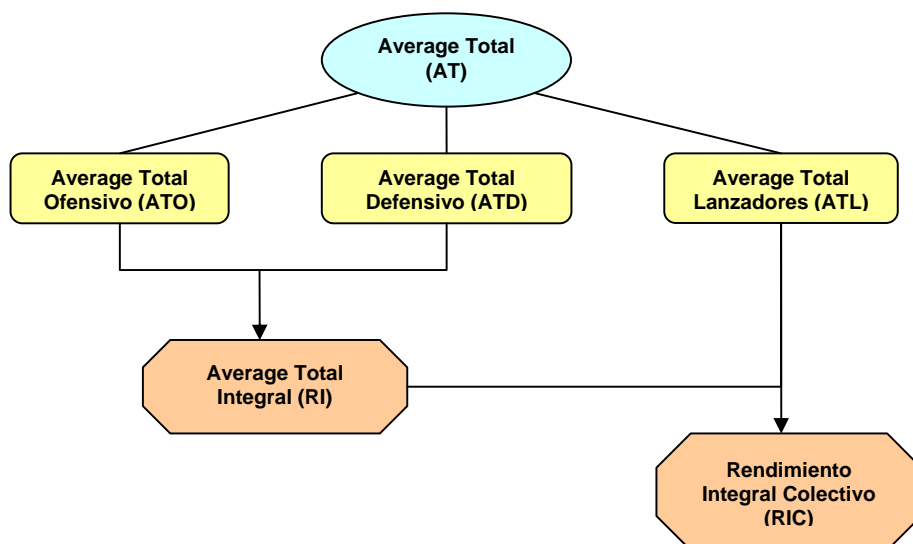 Average Total
(AT)
Average Total
Ofensivo (ATO)
Average Total
Defensivo (ATD)
Average Total
Lanzadores (ATL)
Average Total
Integral (RI)
Rendimiento
Integral Colectivo
(RIC)